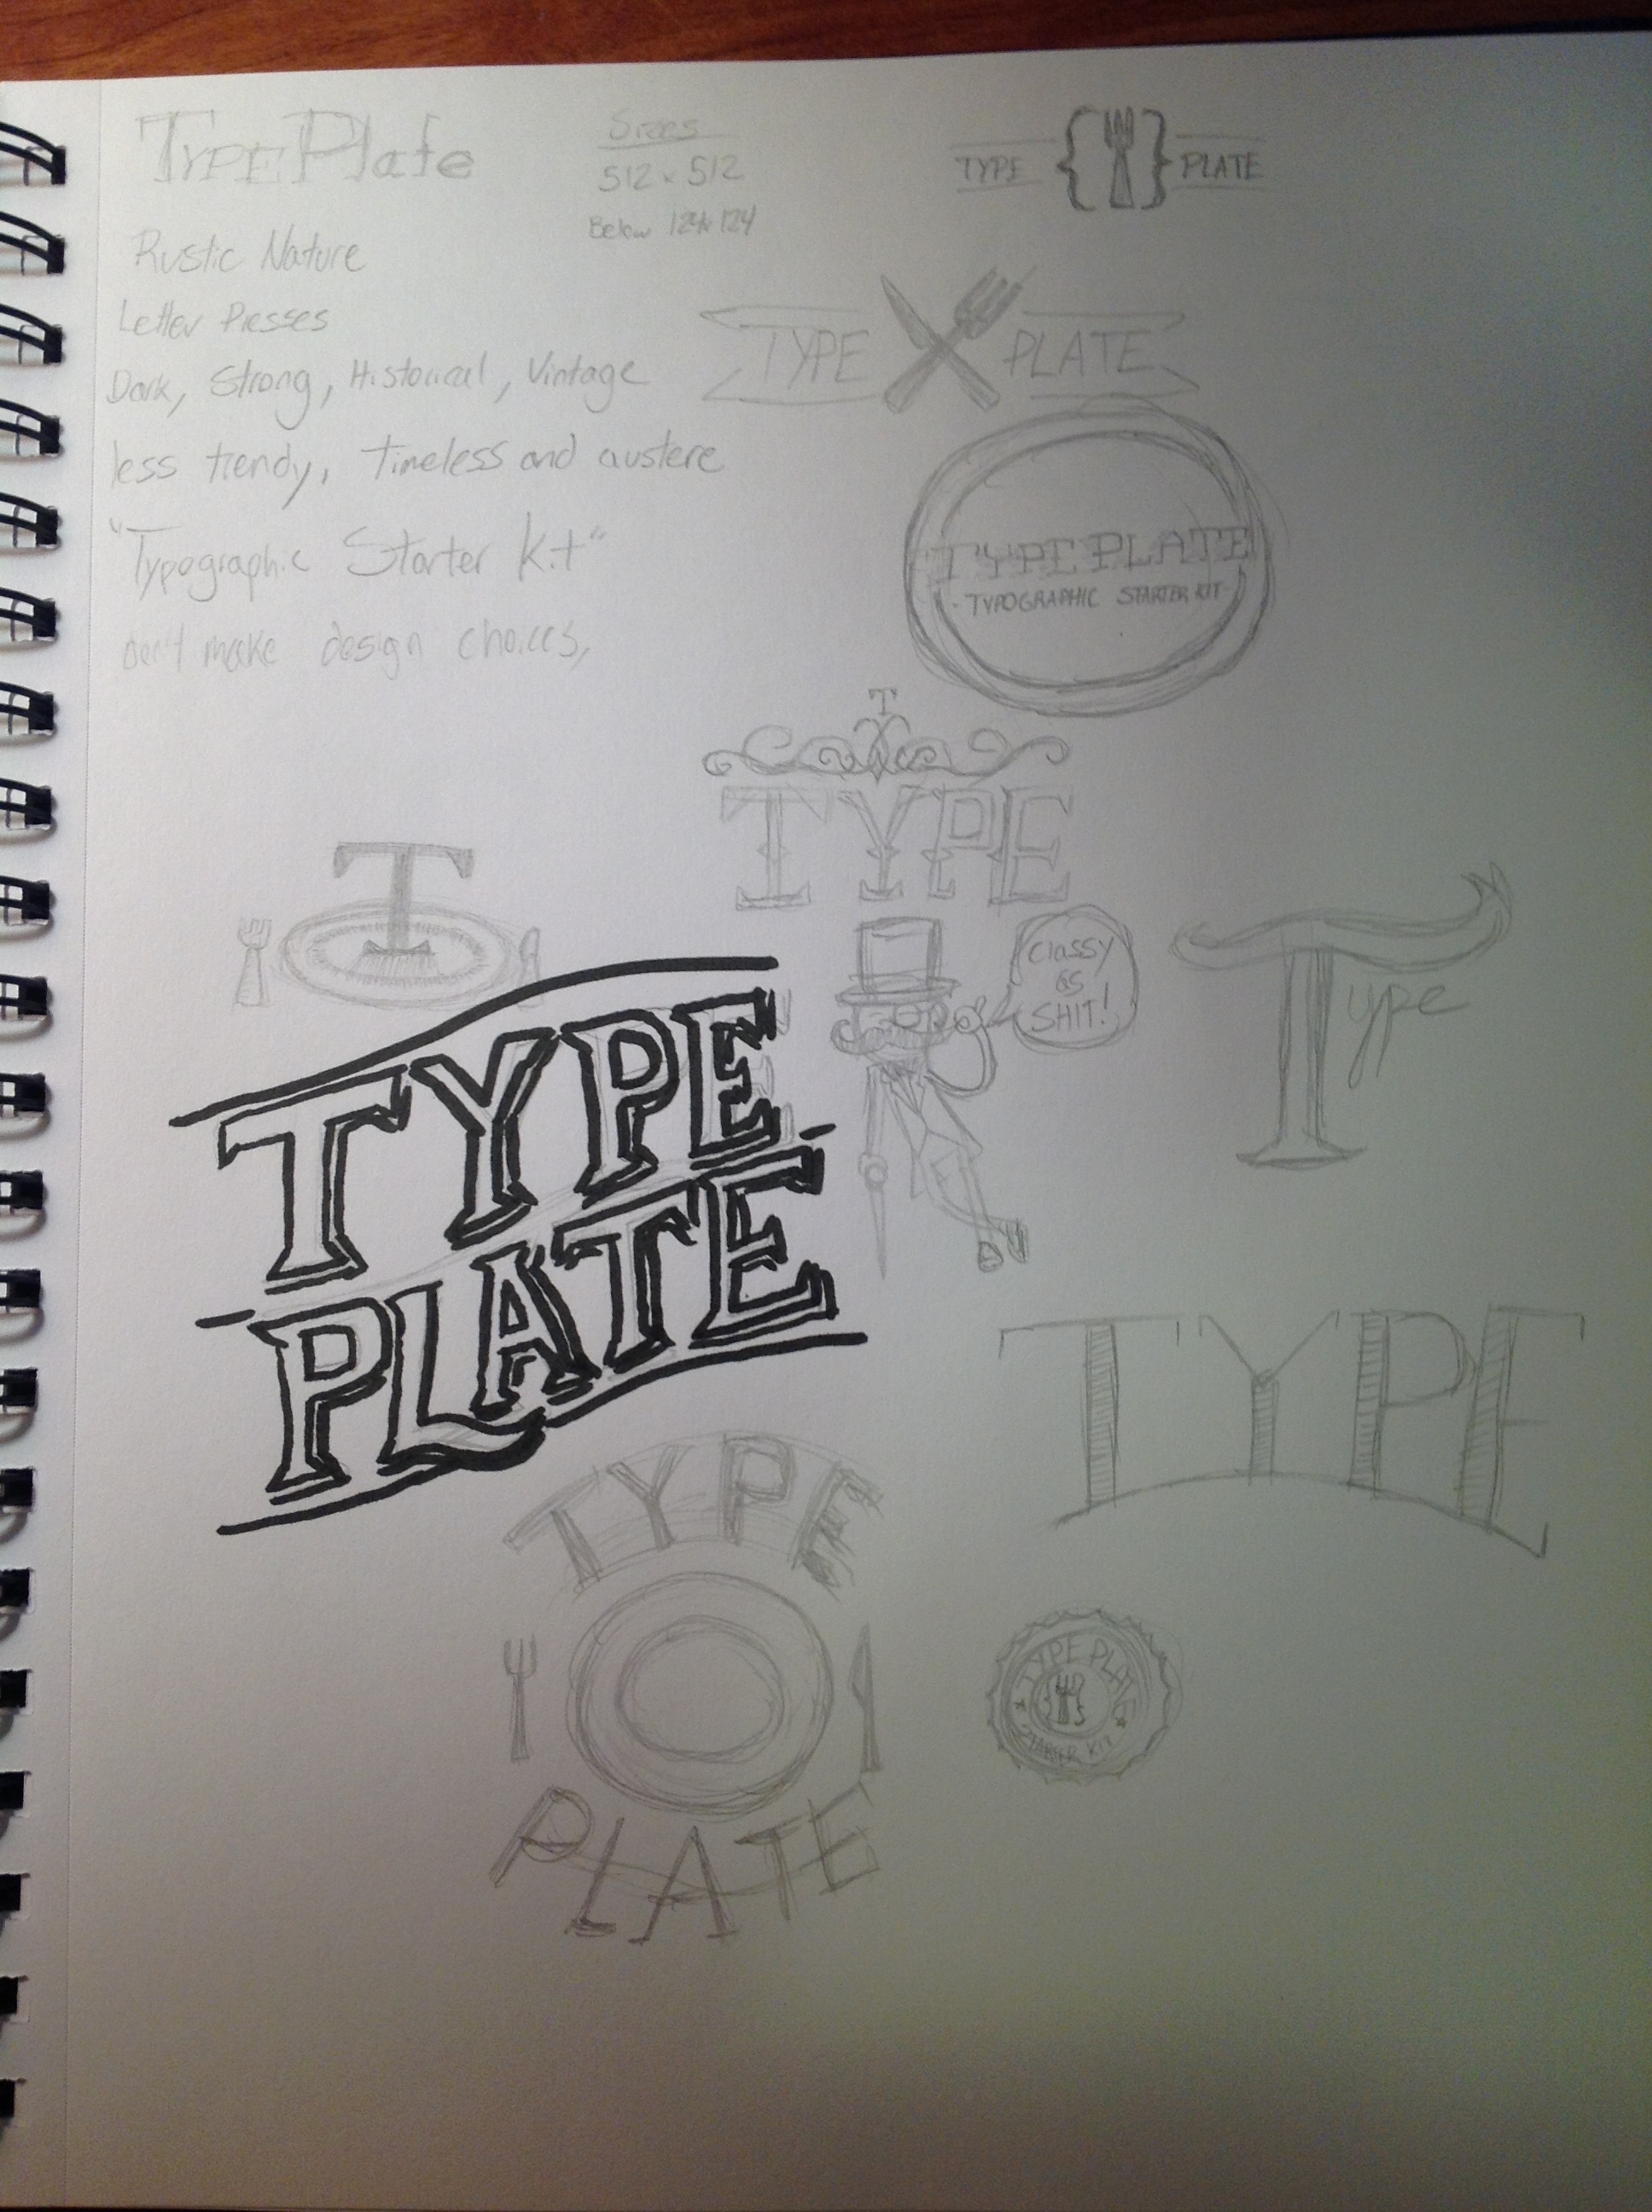 TYPE Plate
Rustic Nature
Letter Presses
Dark, Strong, Historical, Vintage
less trendy, timeless and austere
"Typographic Starter Kit"
Don't make design choices,
Sizes
512 x 512
Below 124x124
TYPE { } PLATE
TYPE PLATE
TYPE PLATE
- TYPOGRAPHIC STARTER KIT -
T
TYPE
T
Classy
as
SHIT!
Type
TYPE
PLATE
TYPE
TYPE
PLATE
TYPE PLATE
{ }
STARTER KIT